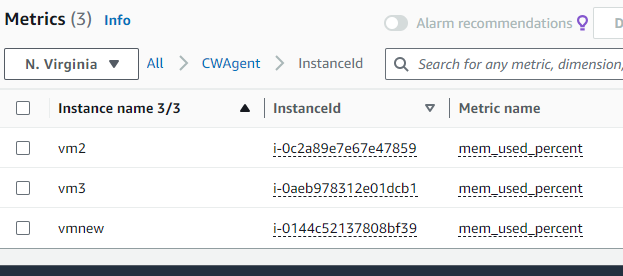 Metrics (3) Info
Alarm recommendations D
N. Virginia ▼ All > CWAgent > InstanceId Search for any metric, dimension,
Instance name 3/3 InstanceId Metric name
vm2 i-0c2a89e7e67e47859 mem_used_percent
vm3 i-0aeb978312e01dcb1 mem_used_percent
vmnew i-0144c52137808bf39 mem_used_percent